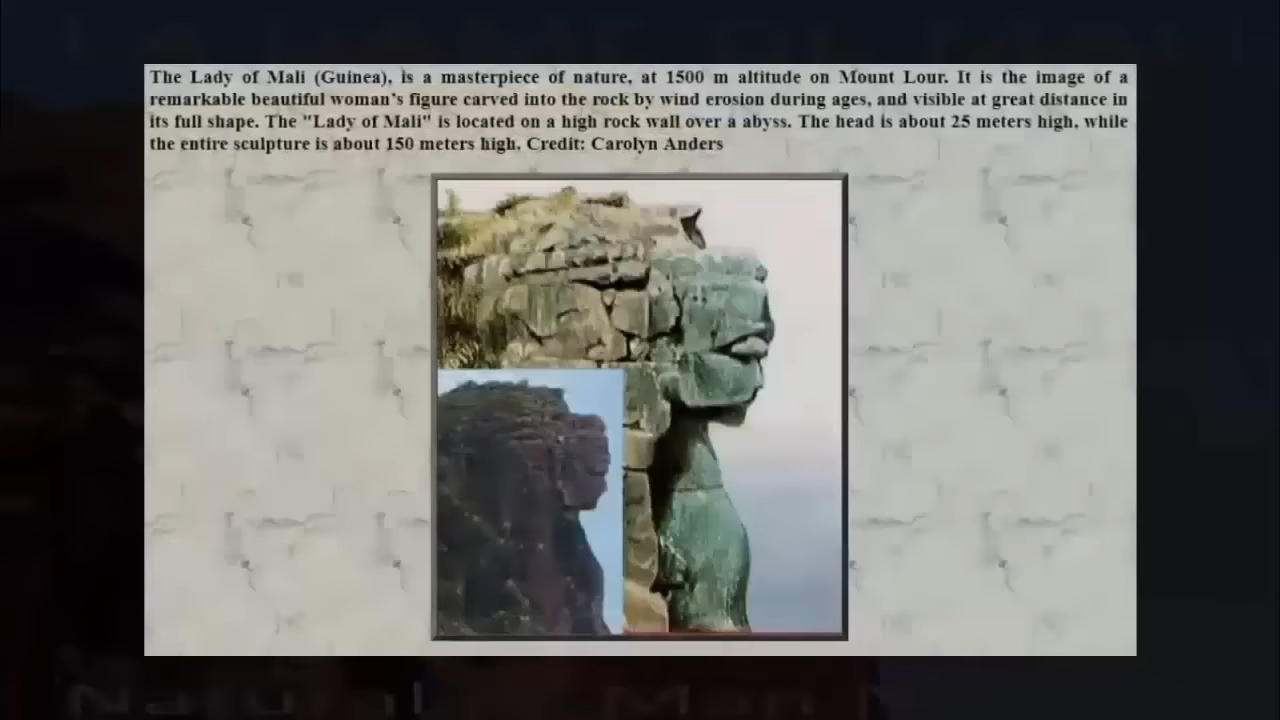 The Lady of Mali (Guinea), is a masterpiece of nature, at 1500 m altitude on Mount Lour. It is the image of a
remarkable beautiful woman's figure carved into the rock by wind erosion during ages, and visible at great distance in
its full shape. The "Lady of Mali" is located on a high rock wall over a abyss. The head is about 25 meters high, while
the entire sculpture is about 150 meters high. Credit: Carolyn Anders
Natural
Man